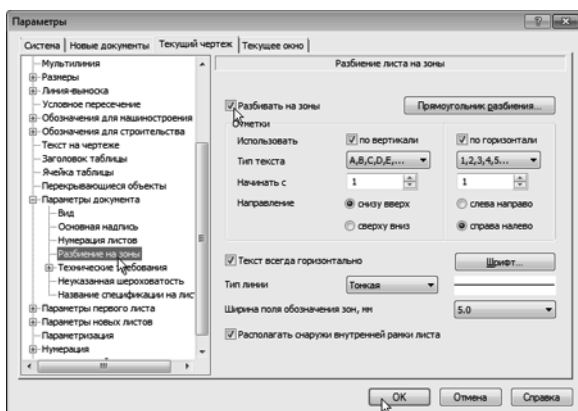 Параметры
Система Новые документы Текущий чертеж Текущее окно
Мультилиния
Размеры
Линия-выноска
Условное пересечение
Обозначения для машиностроения
Обозначения для строительства
Текст на чертеже
Заголовок таблицы
Ячейка таблицы
Перекрывающиеся объекты
Параметры документа
Вид
Основная надпись
Нумерация листов
Разбиение на зоны
Технические требования
Неуказанная шероховатость
Название спецификации на лис
Параметры первого листа
Параметры новых листов
Параметризация
Нумерация
Разбиение листа на зоны
Разбивать на зоны Прямоугольник разбиения...
Отметки
Использовать по вертикали по горизонтали
Тип текста A,B,C,D,E,... 1,2,3,4,5...
Начинать с 1 1
Направление снизу вверх слева направо
сверху вниз справа налево
Текст всегда горизонтально Шрифт...
Тип линии Тонкая
Ширина поля обозначения зон, мм 5.0
Располагать снаружи внутренней рамки листа
OK Отмена Справка